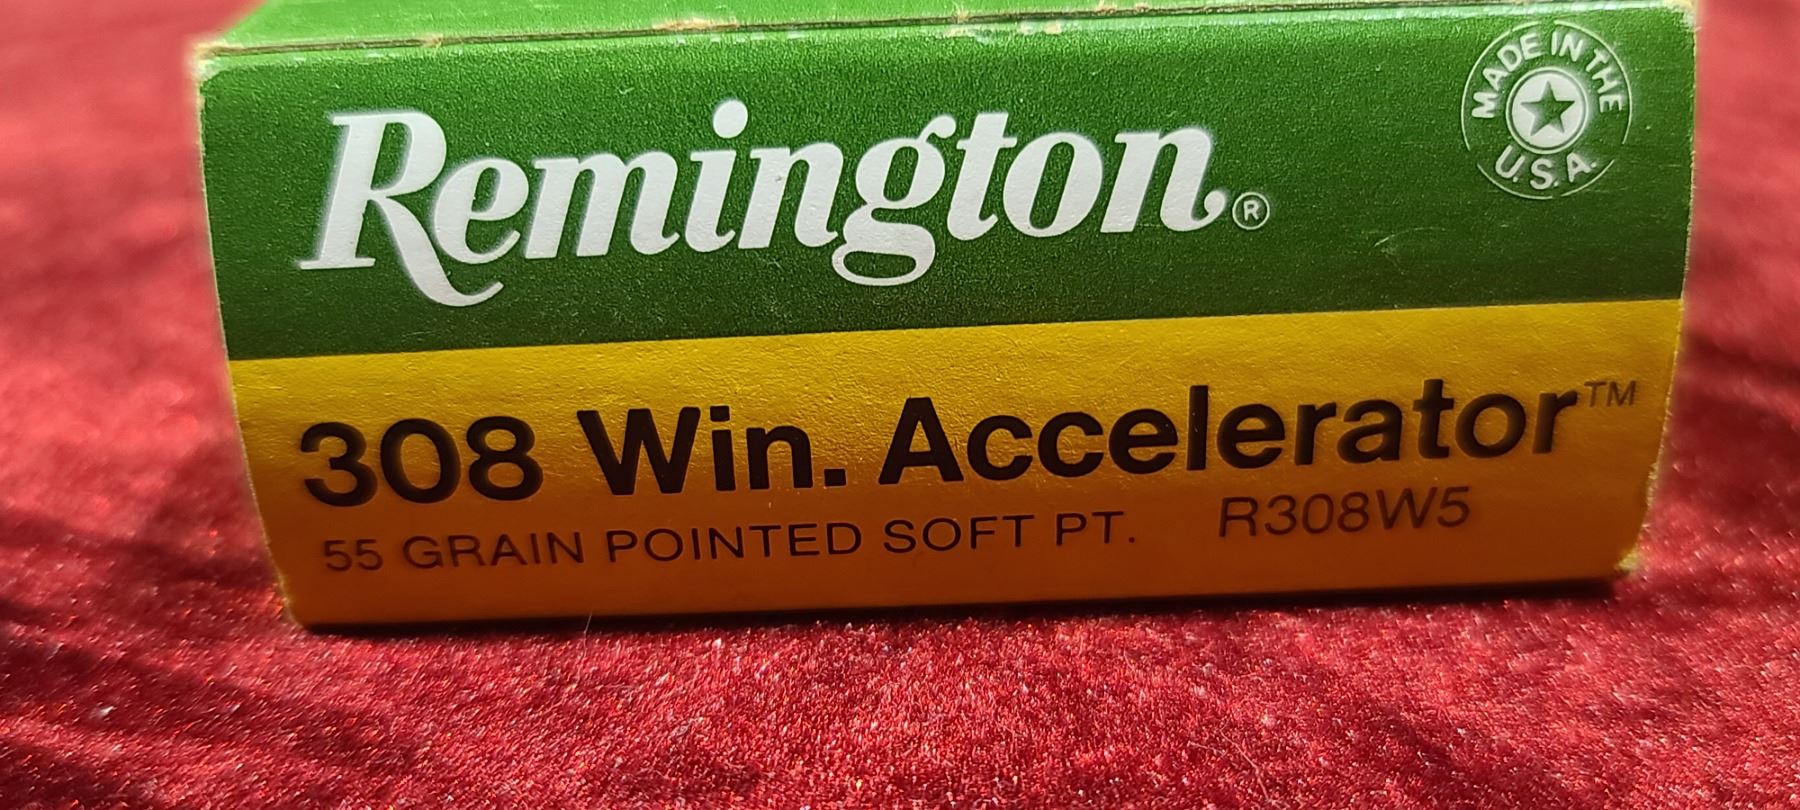 Remington®
MADE IN THE
U.S.A.
308 Win. Accelerator™
55 GRAIN POINTED SOFT PT. R308W5